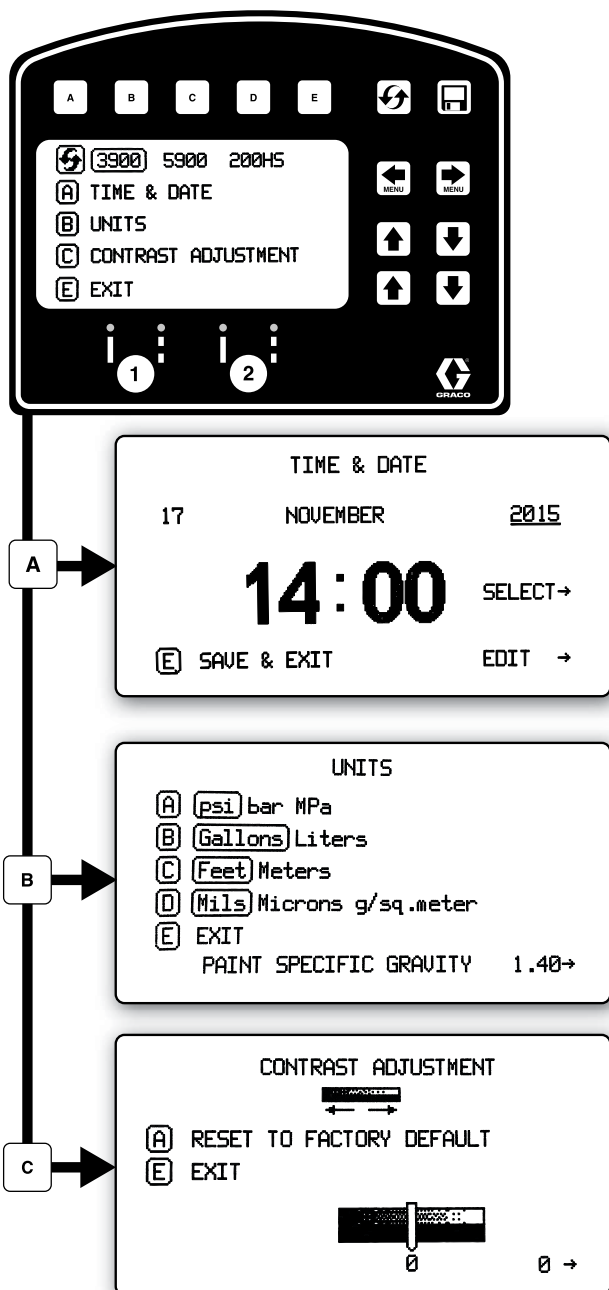 A B C D E
3900 5900 200HS
A TIME & DATE
B UNITS
C CONTRAST ADJUSTMENT
E EXIT
MENU MENU
1 2
GRACO
A
TIME & DATE
17 NOVEMBER 2015
14:00 SELECT→
E SAVE & EXIT EDIT →
B
UNITS
A psi bar MPa
B Gallons Liters
C Feet Meters
D Mils Microns g/sq.meter
E EXIT
PAINT SPECIFIC GRAVITY 1.40→
C
CONTRAST ADJUSTMENT
A RESET TO FACTORY DEFAULT
E EXIT
0 0 →